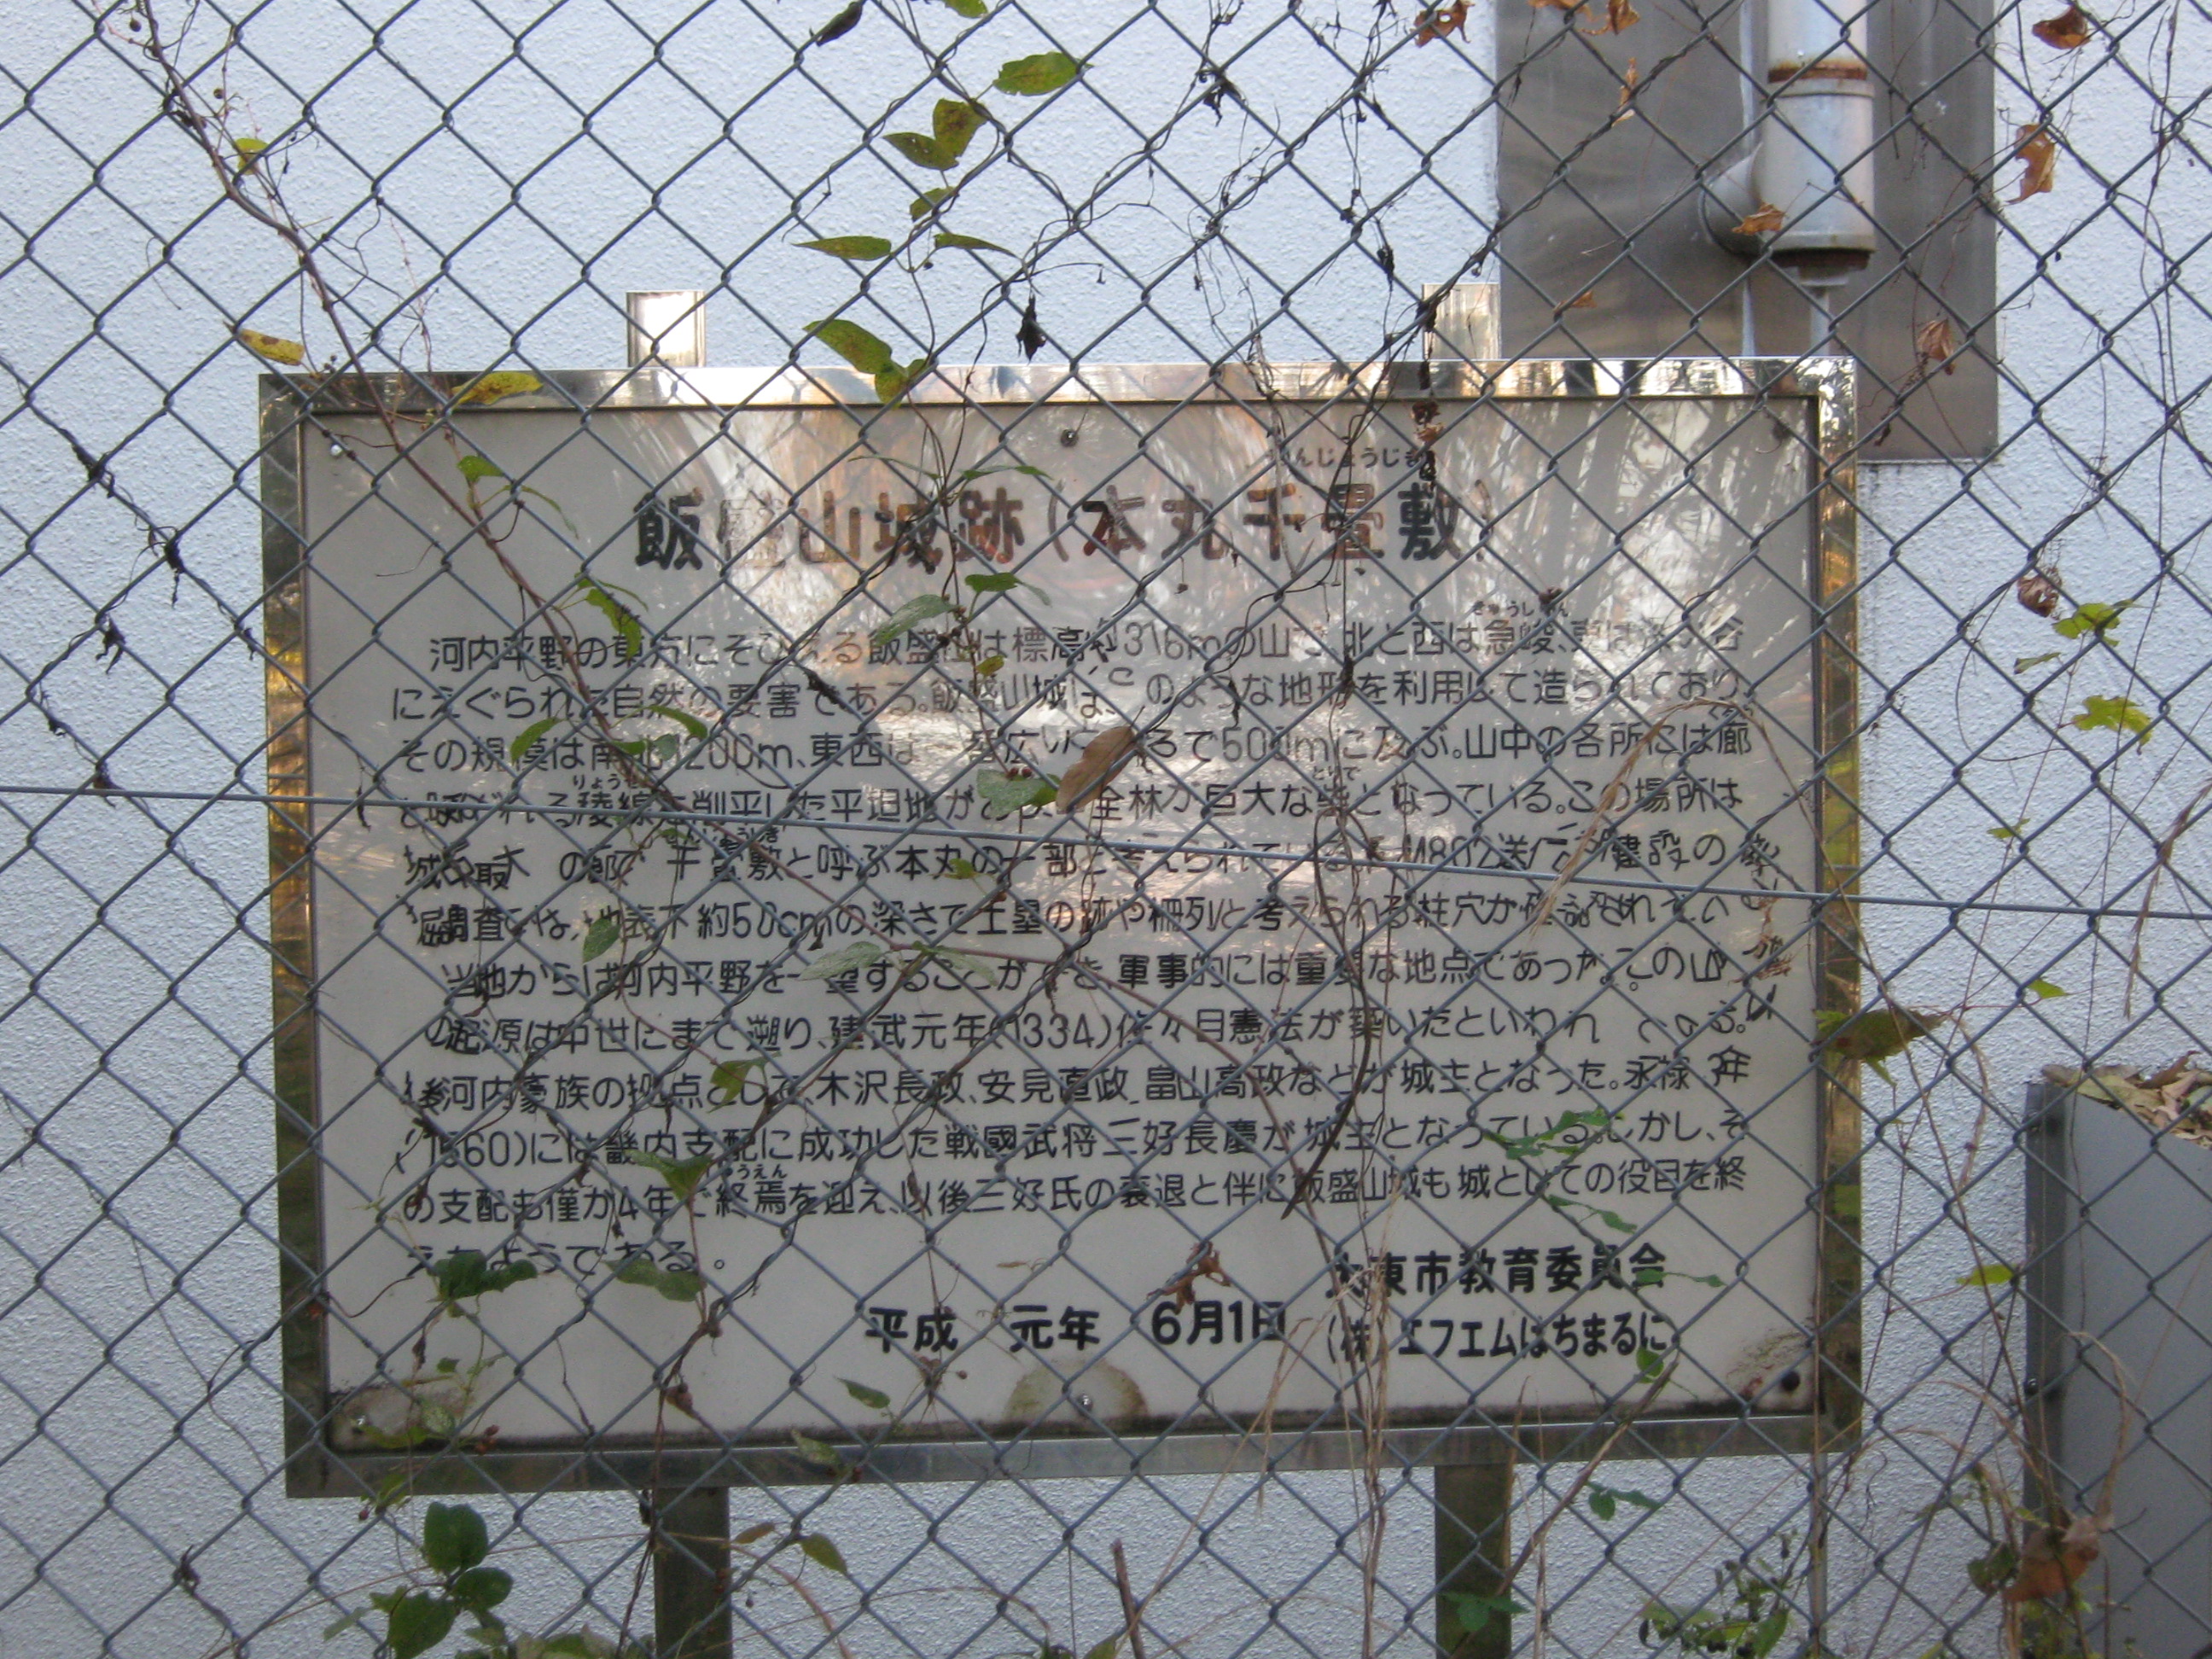 飯盛山城跡（本丸千畳敷）
河内平野の東方にそびえる飯盛山は標高 316mの山で、北と西は急峻、東は深い谷
にえぐられた自然の要害である。飯盛山城は、このような地形を利用して造られており、
その規模は南北1200m、東西は一番広いところで500mに及ぶ。山中の各所には廊
と呼ばれる稜線を削平した平坦地があり、全林が巨大な砦となっている。この場所は
城内最大の郭で千畳敷と呼ぶ本丸の一部と考えられている。FM802送 建設の
掘調査では、地表下約50cmの深さで土塁の跡や柵列と考えられる柱穴が確認されている
当地からは河内平野を一望することができ、軍事的には重要な地点であった。この山
の起源は中世にまで遡り、建武元年(1334)佐々目憲法が築いたといわれている。
後河内豪族の拠点として、木沢長政、安見直政、畠山高政などが城主となった。永禄3年
(1560)には畿内支配に成功した戦國武将三好長慶が城主となっている。しかし、そ
の支配も僅か4年で終焉を迎え、以後三好氏の衰退と伴に飯盛山城も城としての役目を終
えたようである。
大東市教育委員会
平成 元年 6月1日 (株)エフエムはちまるに